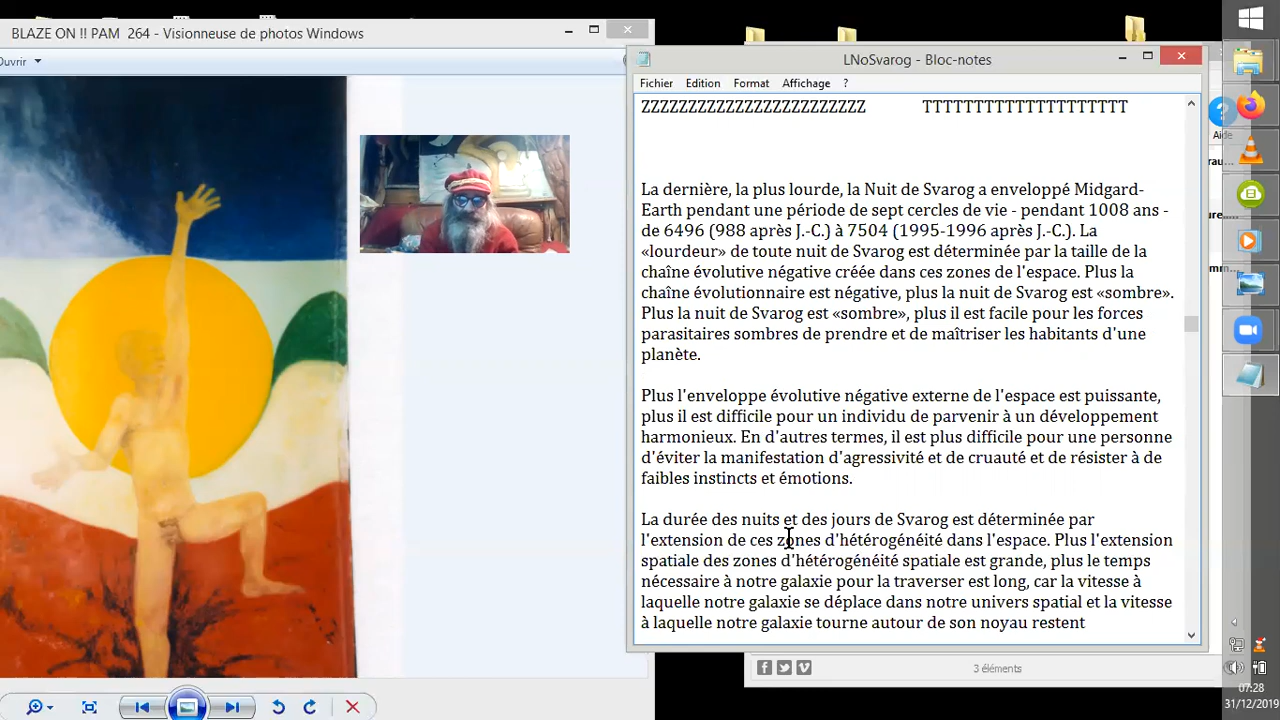 BLAZE ON !! PAM 264 - Visionneuse de photos Windows
Ouvrir
LNoSvarog - Bloc-notes
Fichier Edition Format Affichage ?
ZZZZZZZZZZZZZZZZZZZZZZZZ TTTTTTTTTTTTTTTTTTTT
La dernière, la plus lourde, la Nuit de Svarog a enveloppé Midgard-
Earth pendant une période de sept cercles de vie - pendant 1008 ans -
de 6496 (988 après J.-C.) à 7504 (1995-1996 après J.-C.). La
«lourdeur» de toute nuit de Svarog est déterminée par la taille de la
chaîne évolutive négative créée dans ces zones de l'espace. Plus la
chaîne évolutionnaire est négative, plus la nuit de Svarog est «sombre».
Plus la nuit de Svarog est «sombre», plus il est facile pour les forces
parasitaires sombres de prendre et de maîtriser les habitants d'une
planète.
Plus l'enveloppe évolutive négative externe de l'espace est puissante,
plus il est difficile pour un individu de parvenir à un développement
harmonieux. En d'autres termes, il est plus difficile pour une personne
d'éviter la manifestation d'agressivité et de cruauté et de résister à de
faibles instincts et émotions.
La durée des nuits et des jours de Svarog est déterminée par
l'extension de ces zones d'hétérogénéité dans l'espace. Plus l'extension
spatiale des zones d'hétérogénéité spatiale est grande, plus le temps
nécessaire à notre galaxie pour la traverser est long, car la vitesse à
laquelle notre galaxie se déplace dans notre univers spatial et la vitesse
à laquelle notre galaxie tourne autour de son noyau restent
3 éléments
Aide
07:28
31/12/2019